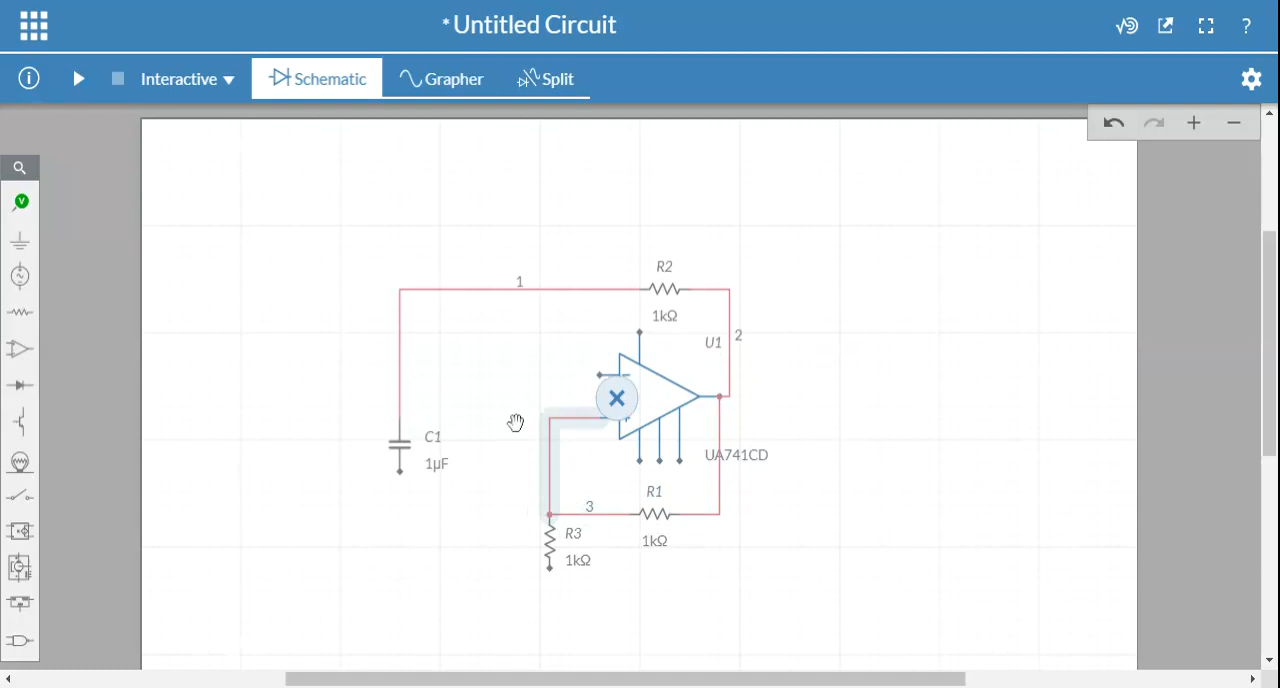 *Untitled Circuit
?
Interactive
Schematic
Grapher
Split
V
R2
1
1kΩ
2
U1
C1
1µF
UA741CD
R1
3
R3
1kΩ
1kΩ